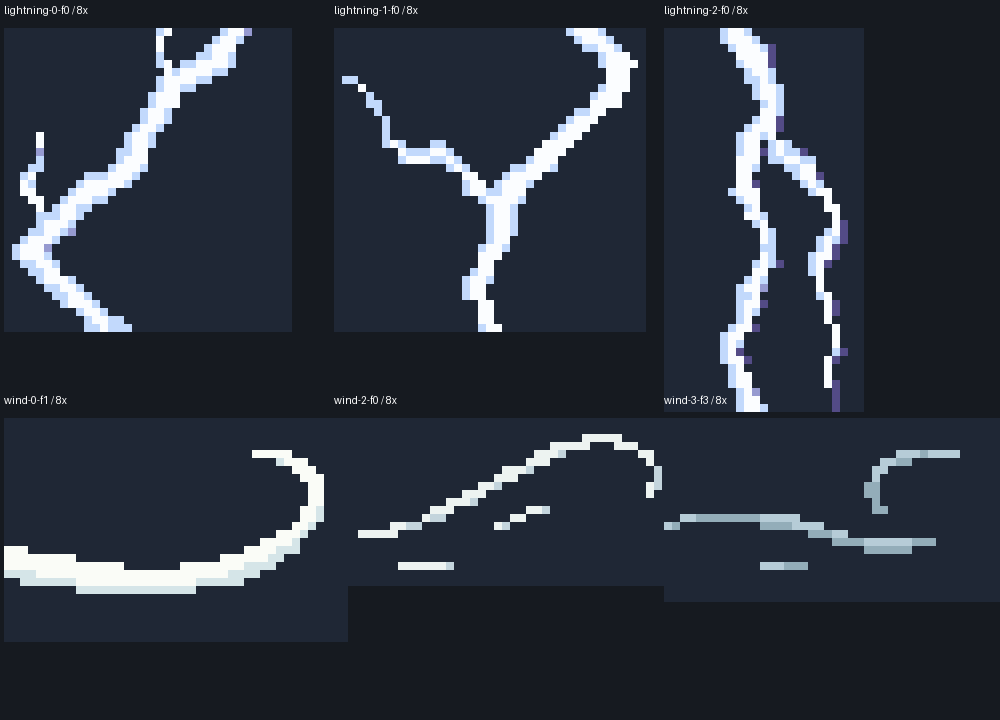 lightning-0-f0 / 8x
lightning-1-f0 / 8x
lightning-2-f0 / 8x
wind-0-f1 / 8x
wind-2-f0 / 8x
wind-3-f3 / 8x